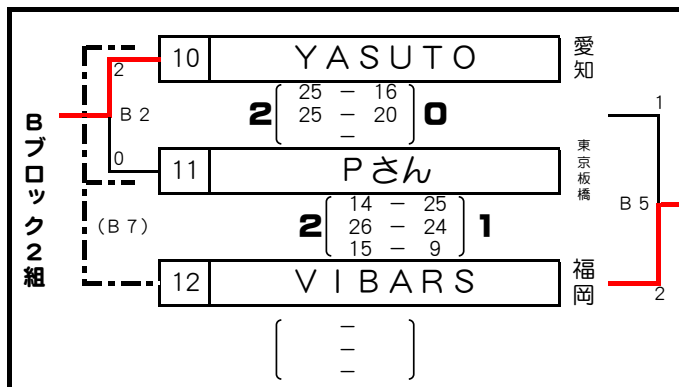 Bブロック2組
10 YASUTO 愛知
2
B2
0
2 25 － 16 0
25 － 20
－
11 Pさん 東京板橋
(B7)
2 14 － 25 1
26 － 24
15 － 9
12 VIBARS 福岡
－
－
－
1
B5
2